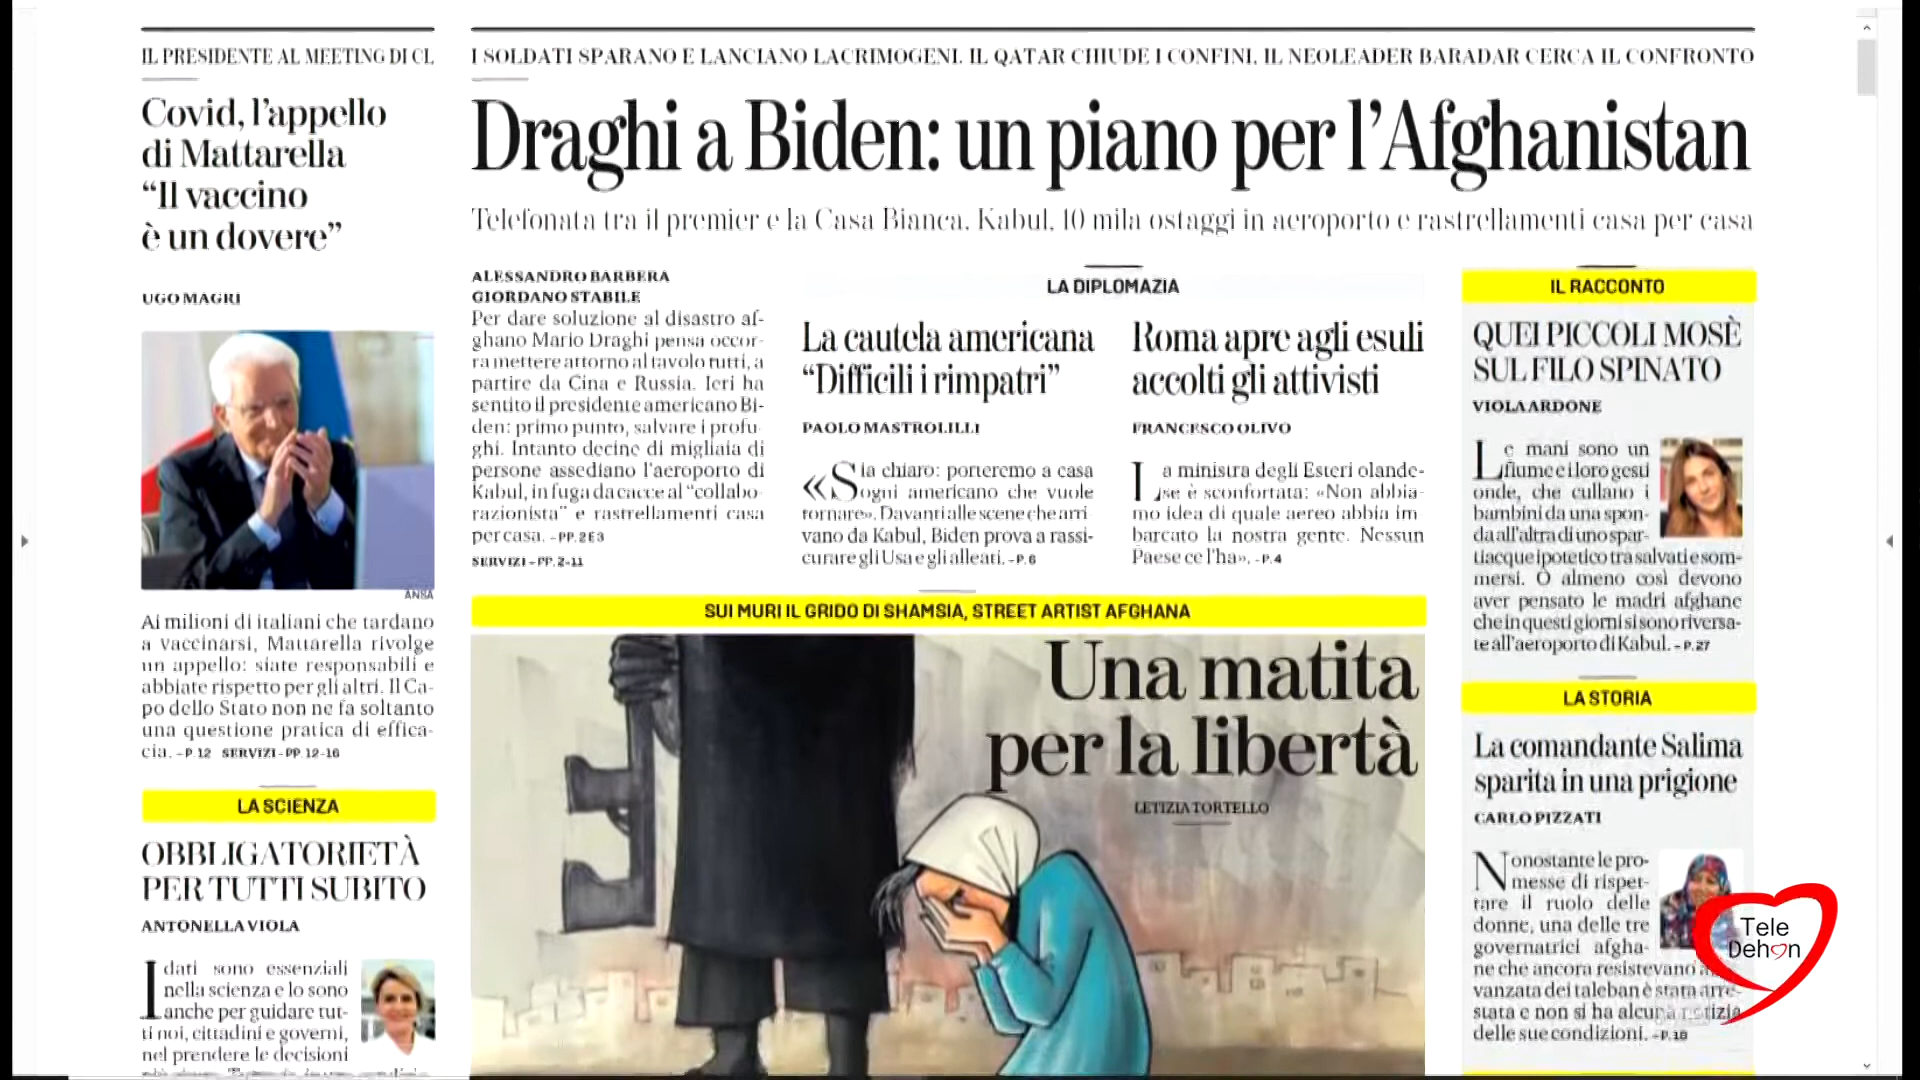 IL PRESIDENTE AL MEETING DI CL
Covid, l'appello
di Mattarella
“Il vaccino
è un dovere”
UGO MAGRI
ANSA
Ai milioni di italiani che tardano
a vaccinarsi, Mattarella rivolge
un appello: siate responsabili e
abbiate rispetto per gli altri. Il Ca-
po dello Stato non ne fa soltanto
una questione pratica di effica-
cia. – P. 12 SERVIZI – PP. 12-16
LA SCIENZA
OBBLIGATORIETÀ
PER TUTTI SUBITO
ANTONELLA VIOLA
I dati sono essenziali
nella scienza e lo sono
anche per guidare tut-
ti noi, cittadini e governi,
nel prendere le decisioni
I SOLDATI SPARANO E LANCIANO LACRIMOGENI. IL QATAR CHIUDE I CONFINI, IL NEOLEADER BARADAR CERCA IL CONFRONTO
Draghi a Biden: un piano per l'Afghanistan
Telefonata tra il premier e la Casa Bianca. Kabul, 10 mila ostaggi in aeroporto e rastrellamenti casa per casa
ALESSANDRO BARBERA
GIORDANO STABILE
Per dare soluzione al disastro af-
ghano Mario Draghi pensa occor-
ra mettere attorno al tavolo tutti, a
partire da Cina e Russia. Ieri ha
sentito il presidente americano Bi-
den: primo punto, salvare i profu-
ghi. Intanto decine di migliaia di
persone assediano l'aeroporto di
Kabul, in fuga da cacce al “collabo-
razionista” e rastrellamenti casa
per casa. – PP. 2 E 3
SERVIZI – PP. 2-11
LA DIPLOMAZIA
La cautela americana
“Difficili i rimpatri”
PAOLO MASTROLILLI
«Sia chiaro: porteremo a casa
ogni americano che vuole
tornare». Davanti alle scene che arri-
vano da Kabul, Biden prova a rassi-
curare gli Usa e gli alleati. – P. 6
Roma apre agli esuli
accolti gli attivisti
FRANCESCO OLIVO
La ministra degli Esteri olande-
se è sconfortata: «Non abbia-
mo idea di quale aereo abbia im-
barcato la nostra gente. Nessun
Paese ce l'ha». – P. 4
SUI MURI IL GRIDO DI SHAMSIA, STREET ARTIST AFGHANA
Una matita
per la libertà
LETIZIA TORTELLO
IL RACCONTO
QUEI PICCOLI MOSÈ
SUL FILO SPINATO
VIOLA ARDONE
Le mani sono un
fiume e i loro gesti
onde, che cullano i
bambini da una spon-
da all'altra di uno spar-
tiacque ipotetico tra salvati e som-
mersi. O almeno così devono
aver pensato le madri afghane
che in questi giorni si sono riversa-
te all'aeroporto di Kabul. – P. 27
LA STORIA
La comandante Salima
sparita in una prigione
CARLO PIZZATI
Nonostante le pro-
messe di rispet-
tare il ruolo delle
donne, una delle tre
governatrici afgha-
ne che ancora resistevano
vanzata dei taleban è stata arre-
stata e non si ha alcuna notizia
delle sue condizioni. – P. 18
Tele
Dehon